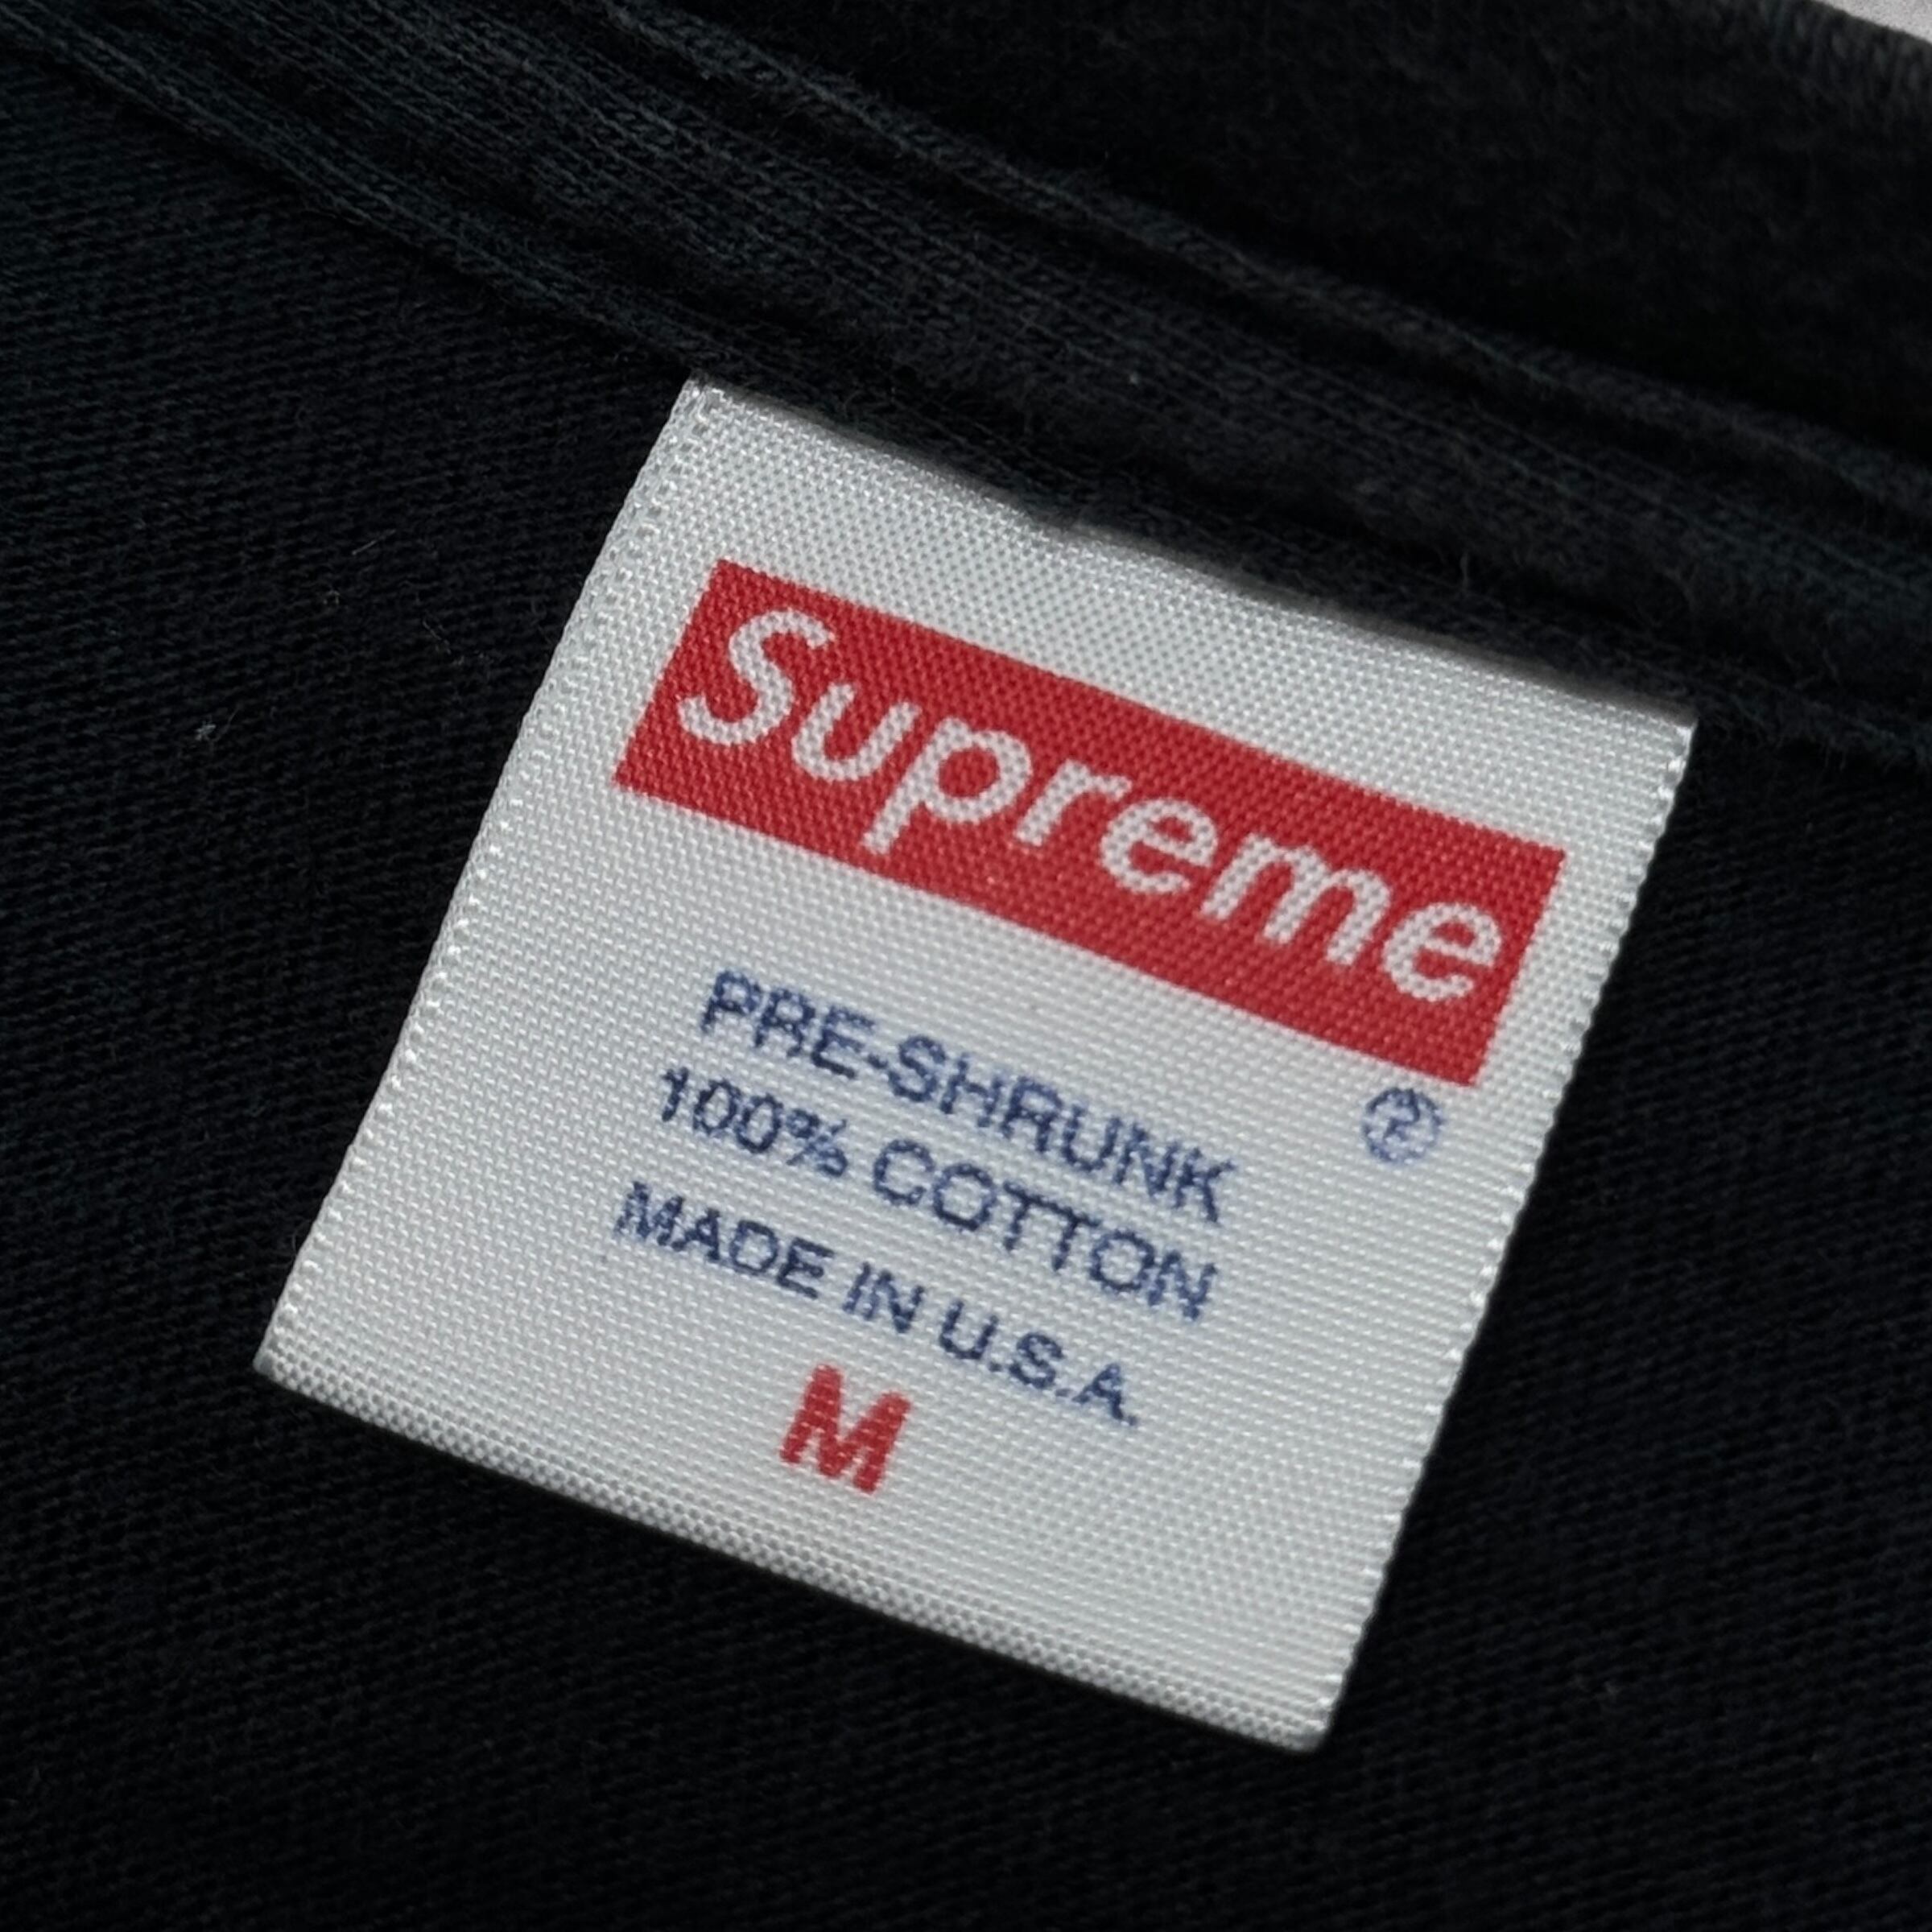 Supreme
®
PRE-SHRUNK
100% COTTON
MADE IN U.S.A.
M